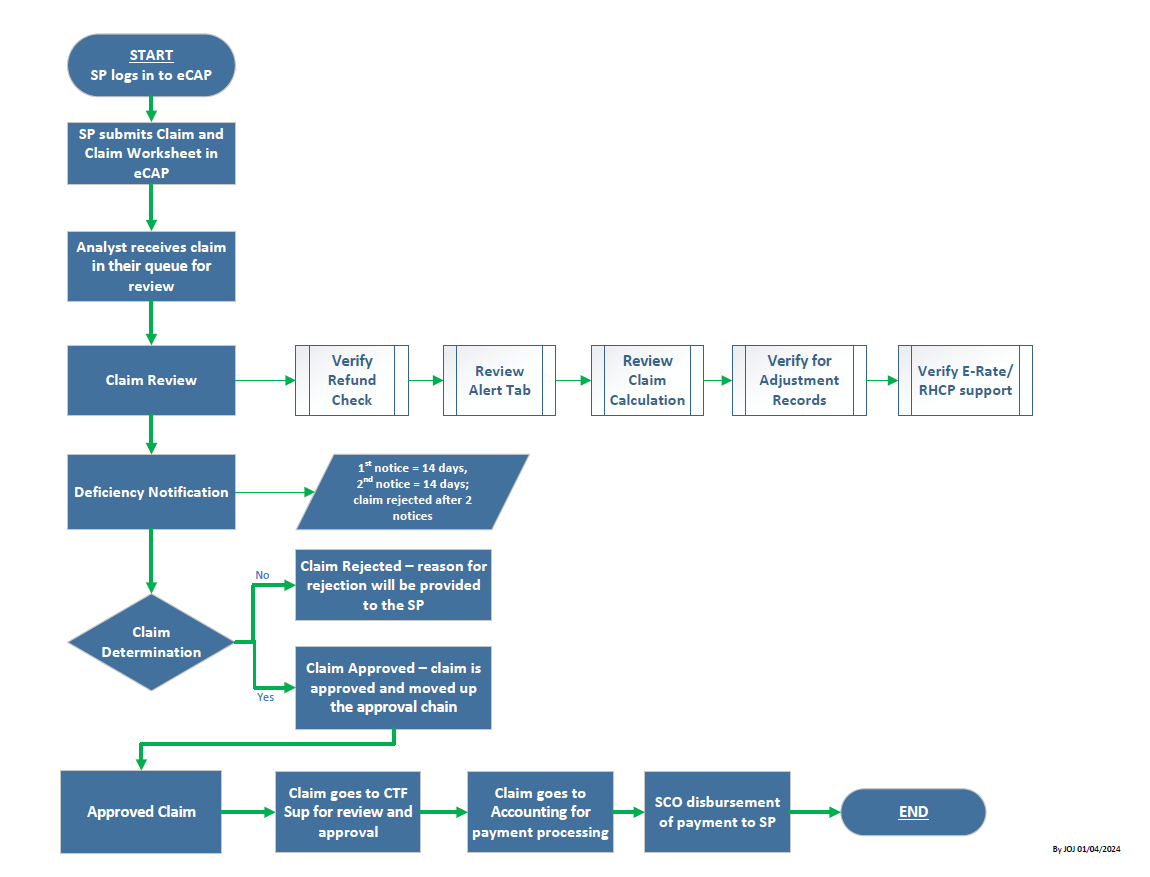 START
SP logs in to eCAP
SP submits Claim and
Claim Worksheet in
eCAP
Analyst receives claim
in their queue for
review
Claim Review
Verify
Refund
Check
Review
Alert Tab
Review
Claim
Calculation
Verify for
Adjustment
Records
Verify E-Rate/
RHCP support
Deficiency Notification
1st notice = 14 days,
2nd notice = 14 days;
claim rejected after 2
notices
Claim
Determination
No
Claim Rejected – reason for
rejection will be provided
to the SP
Yes
Claim Approved – claim is
approved and moved up
the approval chain
Approved Claim
Claim goes to CTF
Sup for review and
approval
Claim goes to
Accounting for
payment processing
SCO disbursement
of payment to SP
END
By JOJ 01/04/2024